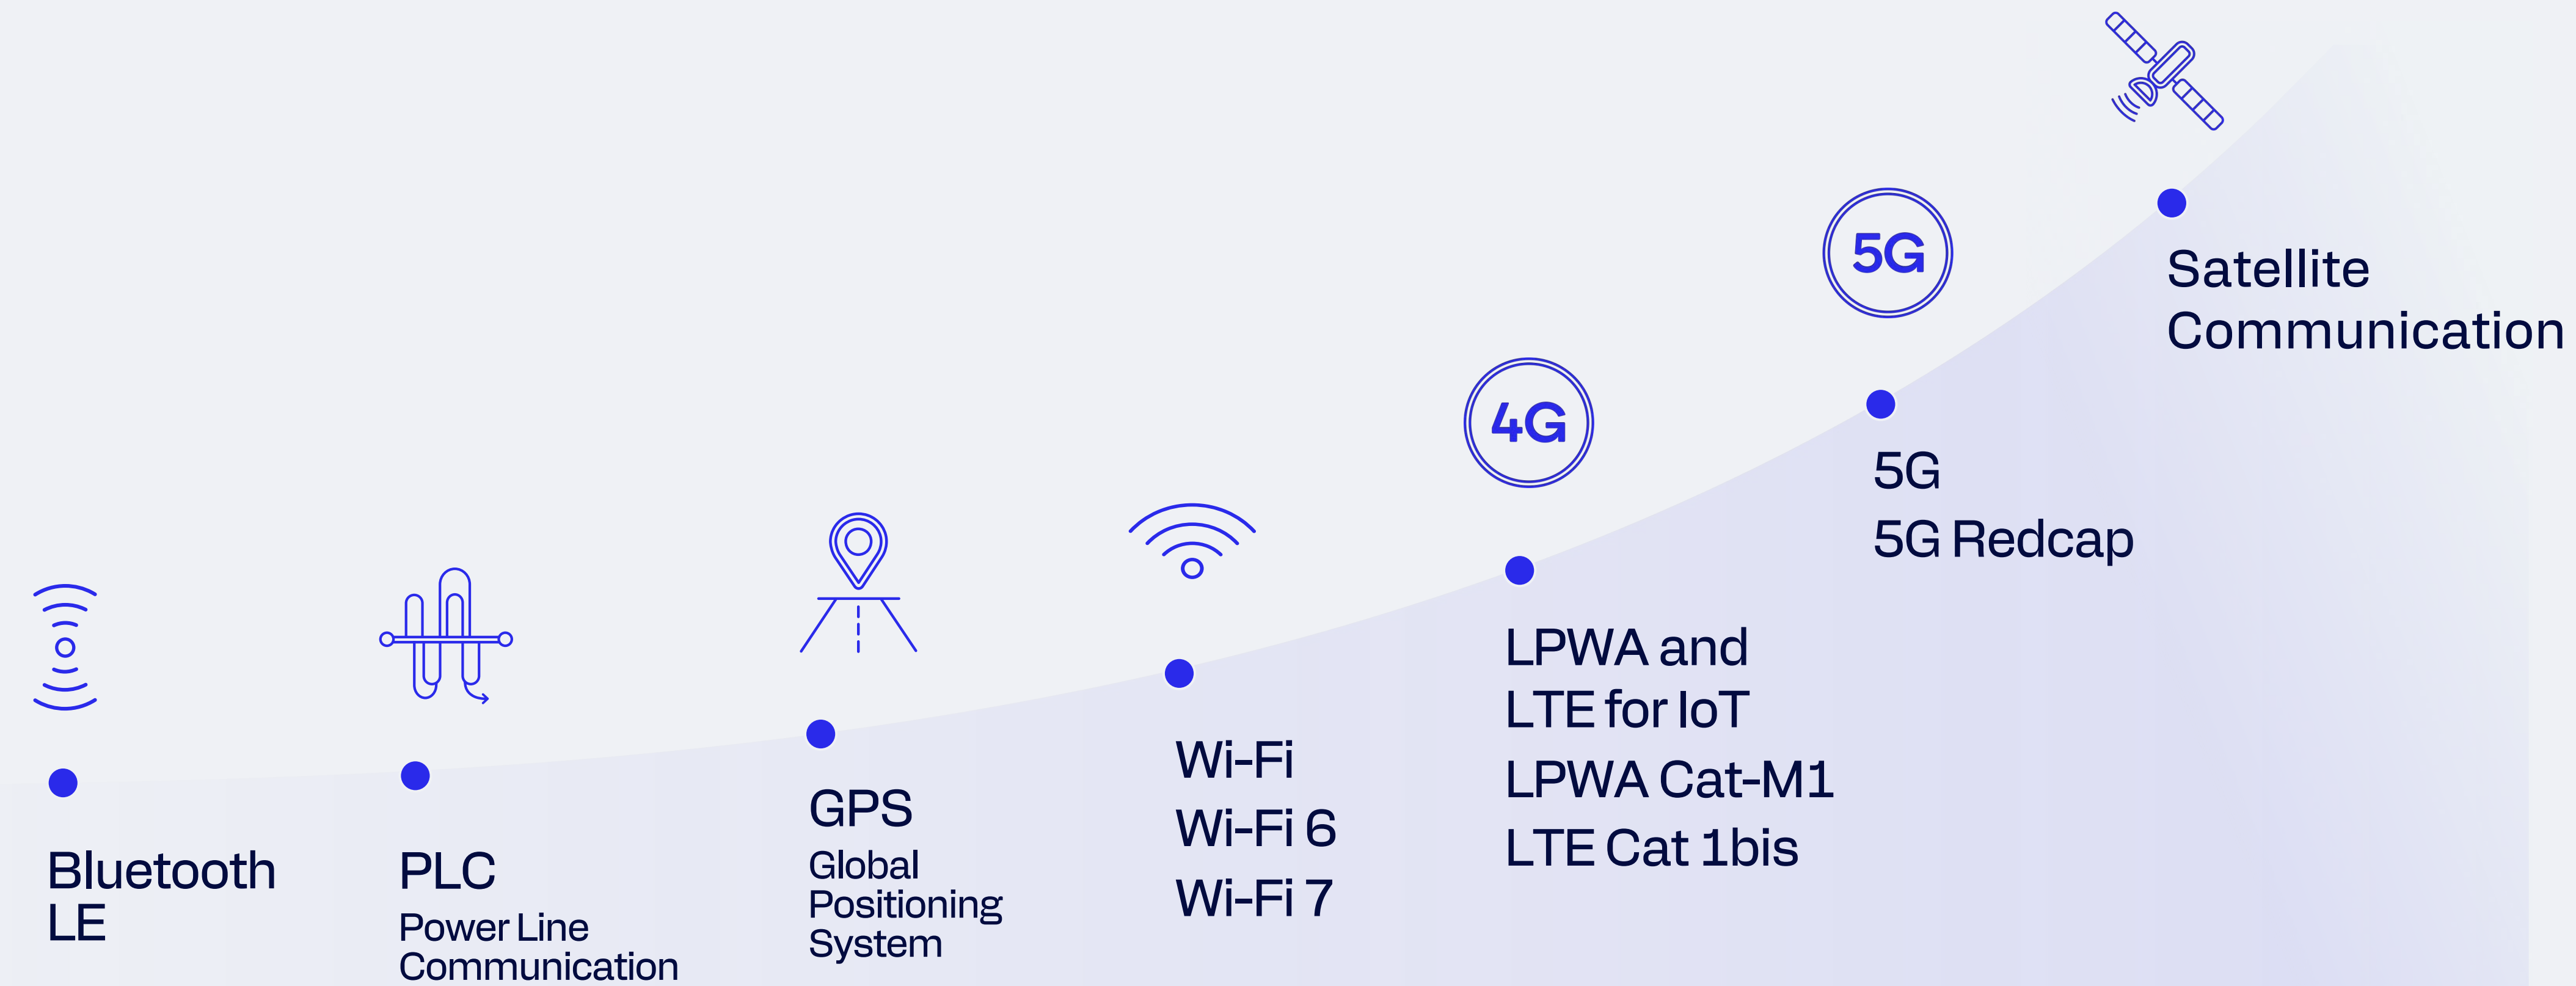 Bluetooth
LE
PLC
Power Line
Communication
GPS
Global
Positioning
System
Wi-Fi
Wi-Fi 6
Wi-Fi 7
4G
LPWA and
LTE for IoT
LPWA Cat-M1
LTE Cat 1bis
5G
5G
5G Redcap
Satellite
Communication